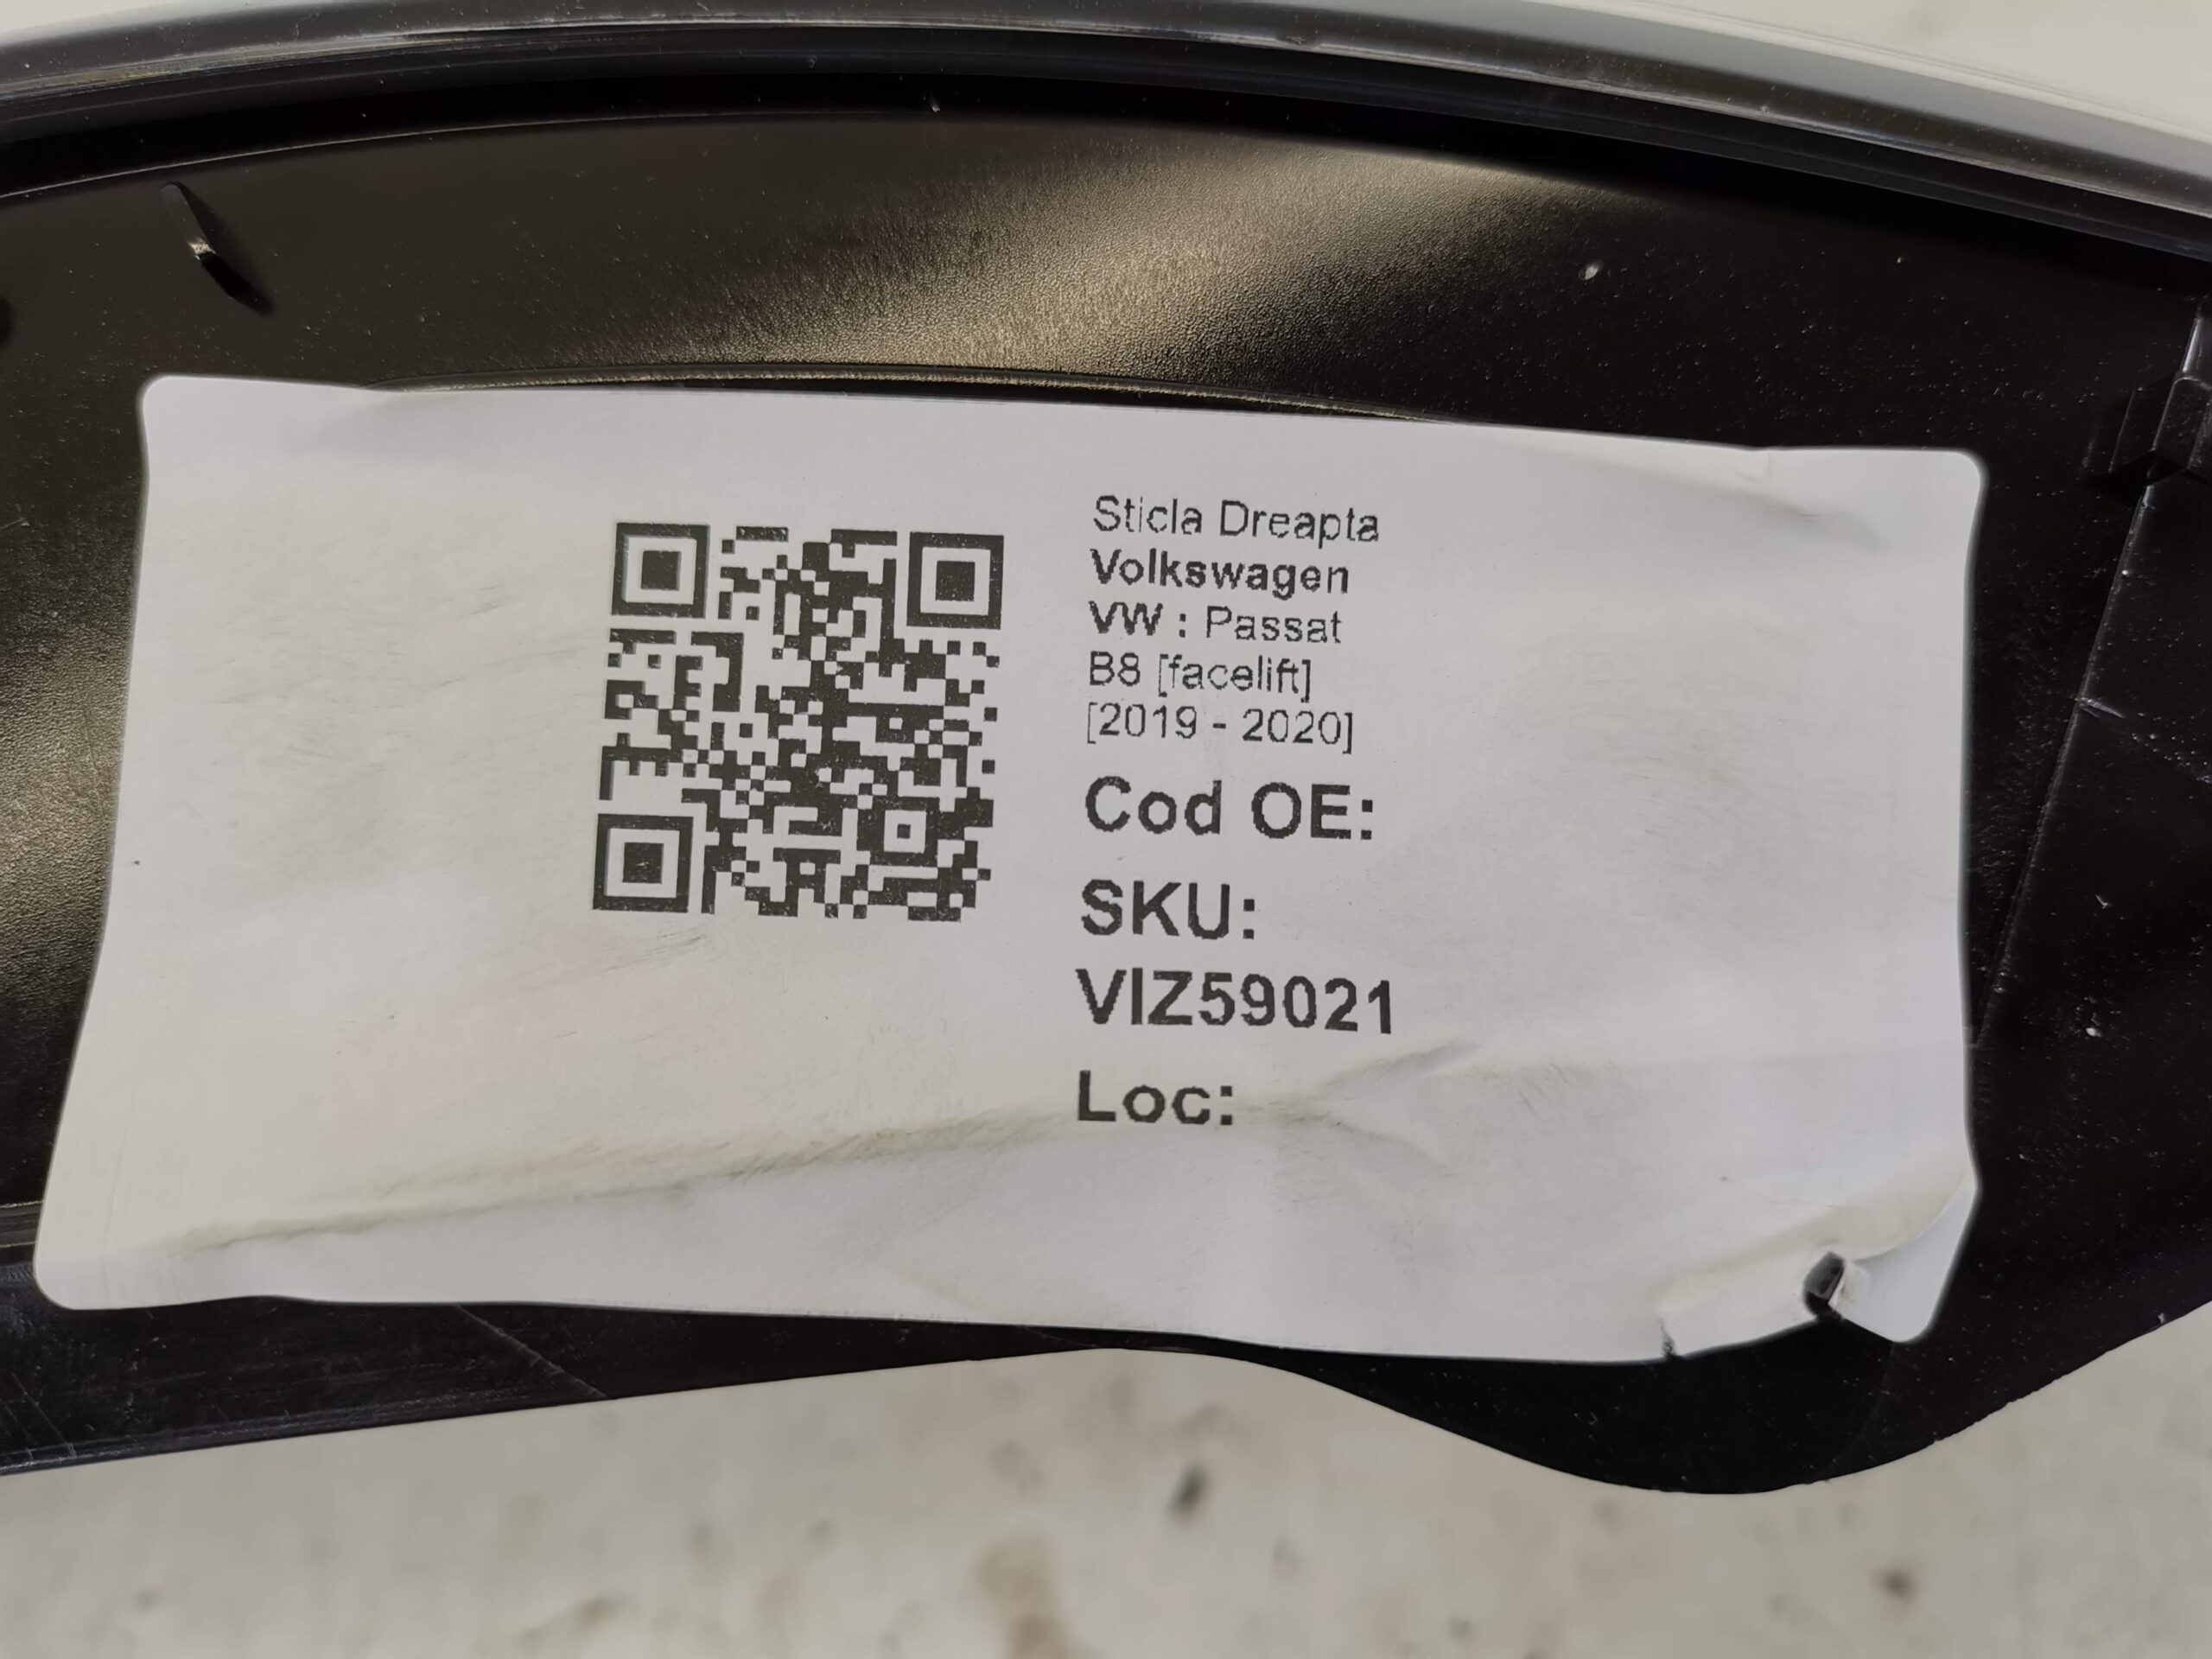 Sticla Dreapta
Volkswagen
VW : Passat
B8 [facelift]
[2019 - 2020]
Cod OE:
SKU:
VIZ59021
Loc: